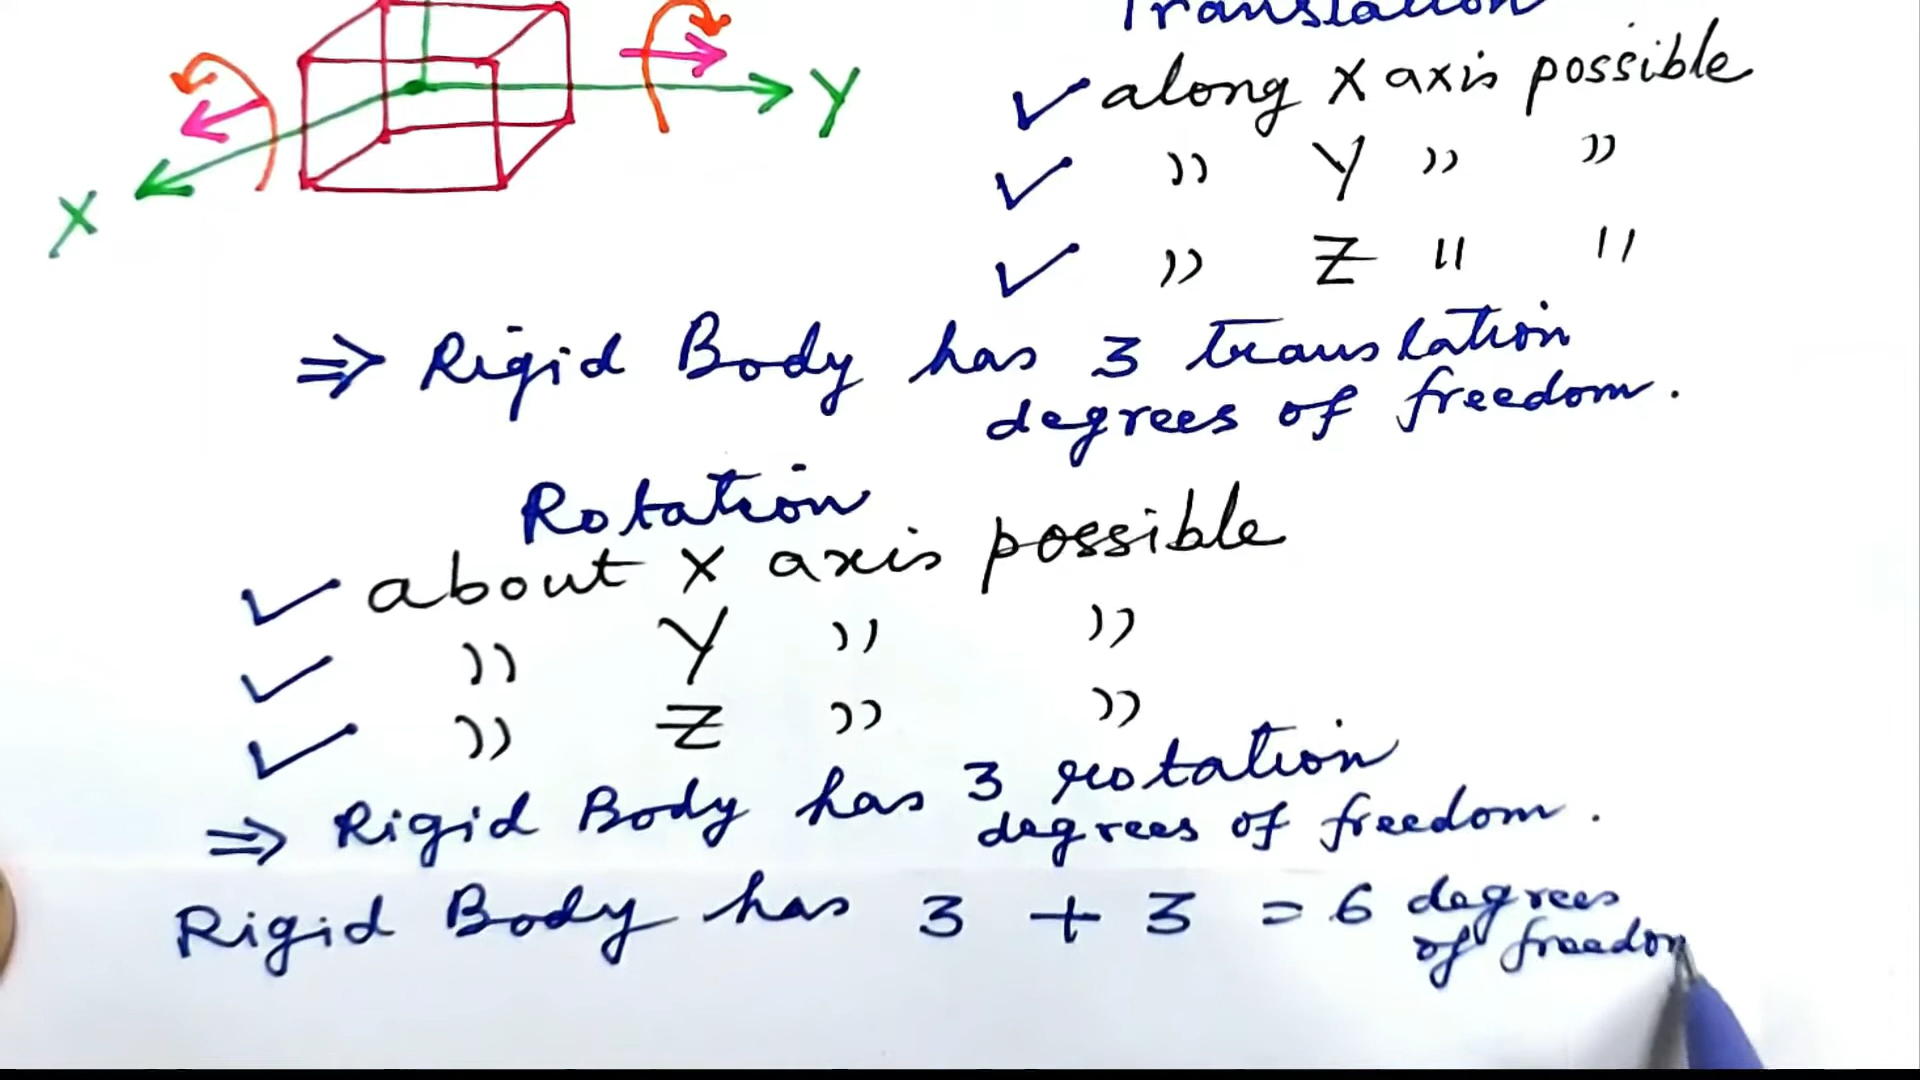 Translation
Y
X
along X axis possible
" Y " "
" Z " "
⇒ Rigid Body has 3 translation
degrees of freedom.
Rotation
about X axis possible
" Y " "
" Z " "
⇒ Rigid Body has 3 rotation
degrees of freedom.
Rigid Body has 3 + 3 = 6 degrees
of freedom